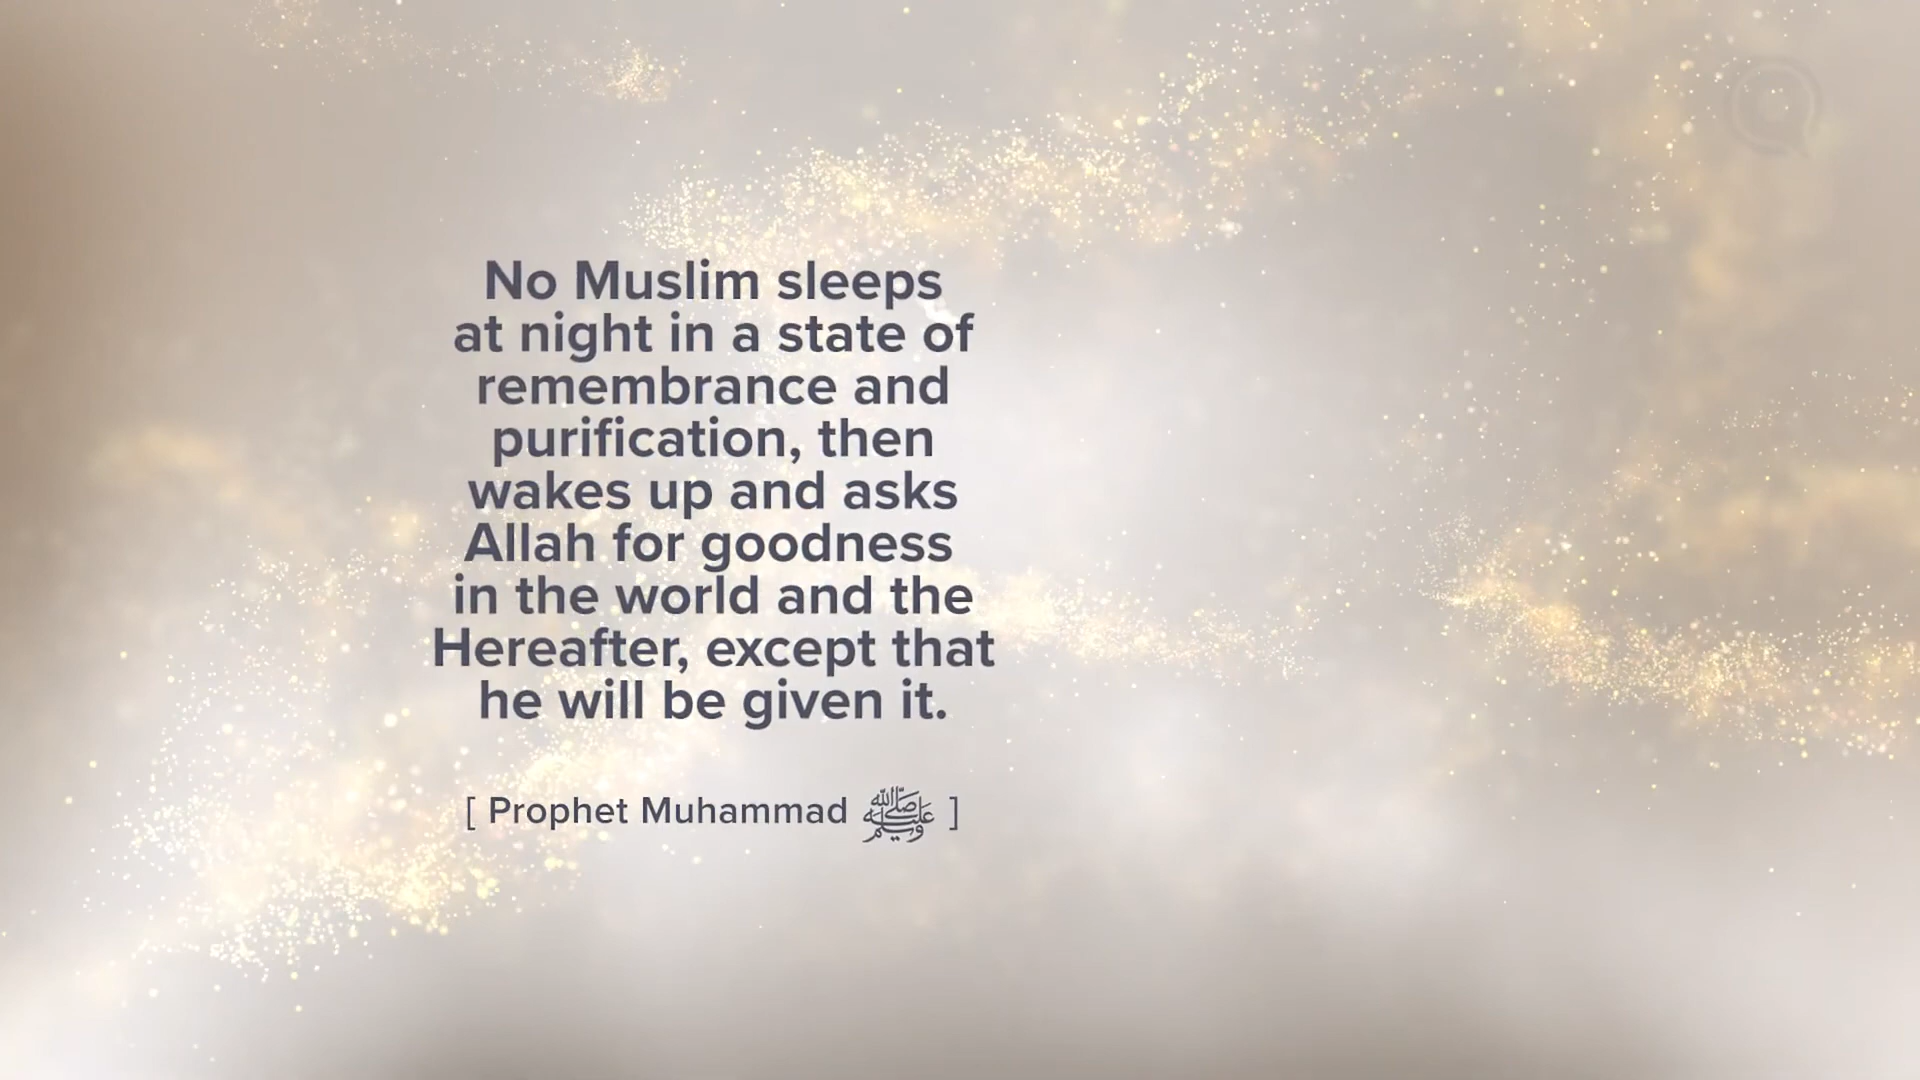 No Muslim sleeps
at night in a state of
remembrance and
purification, then
wakes up and asks
Allah for goodness
in the world and the
Hereafter, except that
he will be given it.
[ Prophet Muhammad ﷺ ]